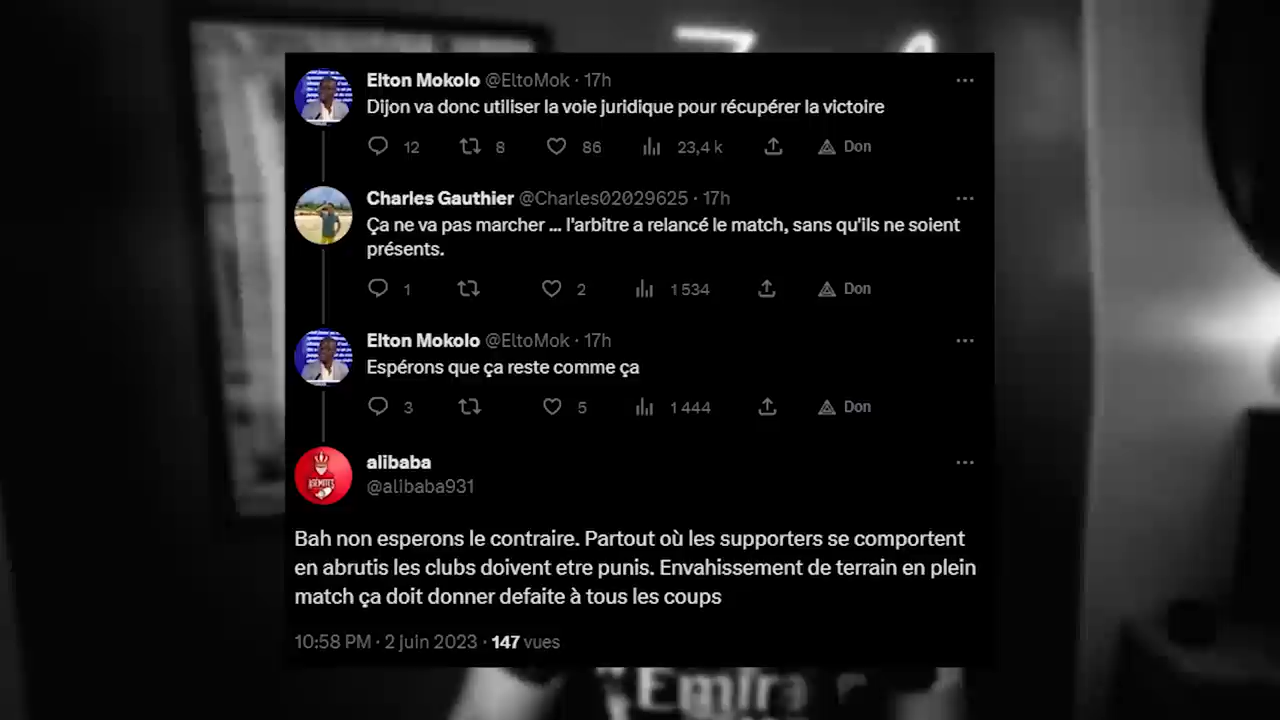 Elton Mokolo @EltoMok · 17h
Dijon va donc utiliser la voie juridique pour récupérer la victoire
12 8 86 23,4 k Don
Charles Gauthier @Charles02029625 · 17h
Ça ne va pas marcher ... l'arbitre a relancé le match, sans qu'ils ne soient
présents.
1 2 1 534 Don
Elton Mokolo @EltoMok · 17h
Espérons que ça reste comme ça
3 5 1 444 Don
alibaba
@alibaba931
Bah non esperons le contraire. Partout où les supporters se comportent
en abrutis les clubs doivent etre punis. Envahissement de terrain en plein
match ça doit donner defaite à tous les coups
10:58 PM · 2 juin 2023 · 147 vues